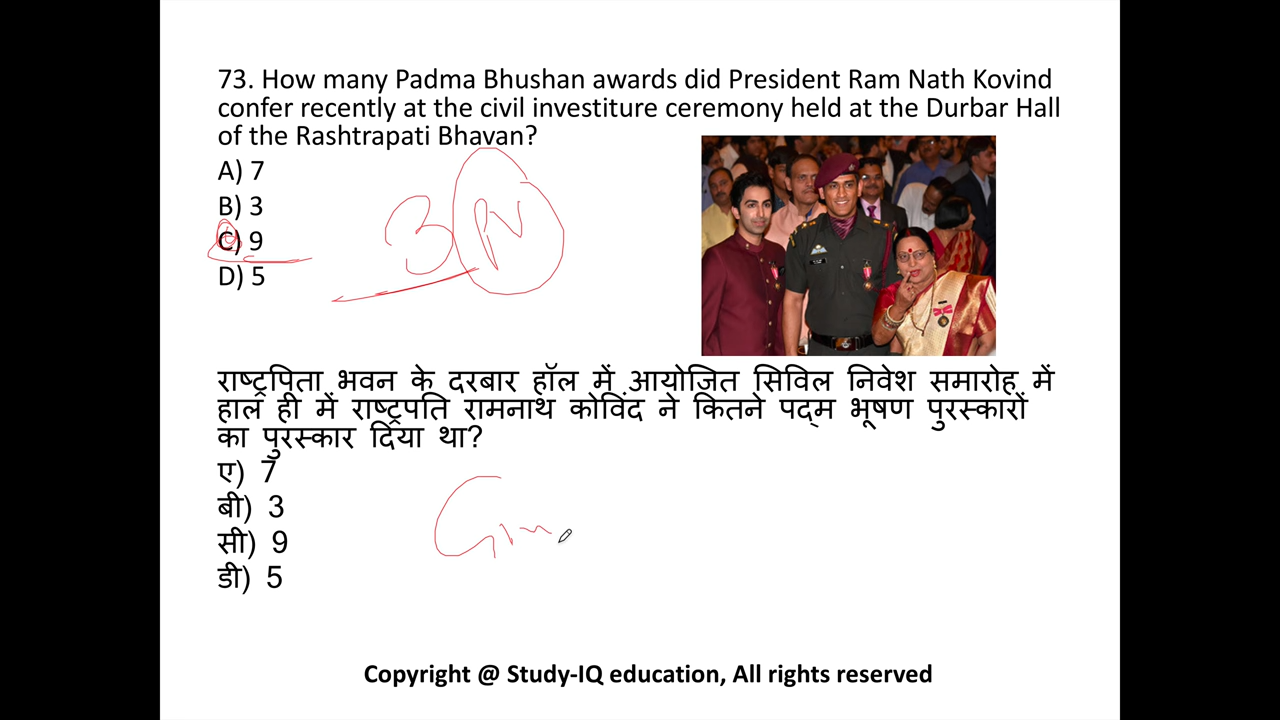 73. How many Padma Bhushan awards did President Ram Nath Kovind
confer recently at the civil investiture ceremony held at the Durbar Hall
of the Rashtrapati Bhavan?
A) 7
B) 3
C) 9
D) 5
3 PV
राष्ट्रपिता भवन के दरबार हॉल में आयोजित सिविल निवेश समारोह में
हाल ही में राष्ट्रपति रामनाथ कोविंद ने कितने पद्म भूषण पुरस्कारों
का पुरस्कार दिया था?
ए) 7
बी) 3
सी) 9
डी) 5
Copyright @ Study-IQ education, All rights reserved